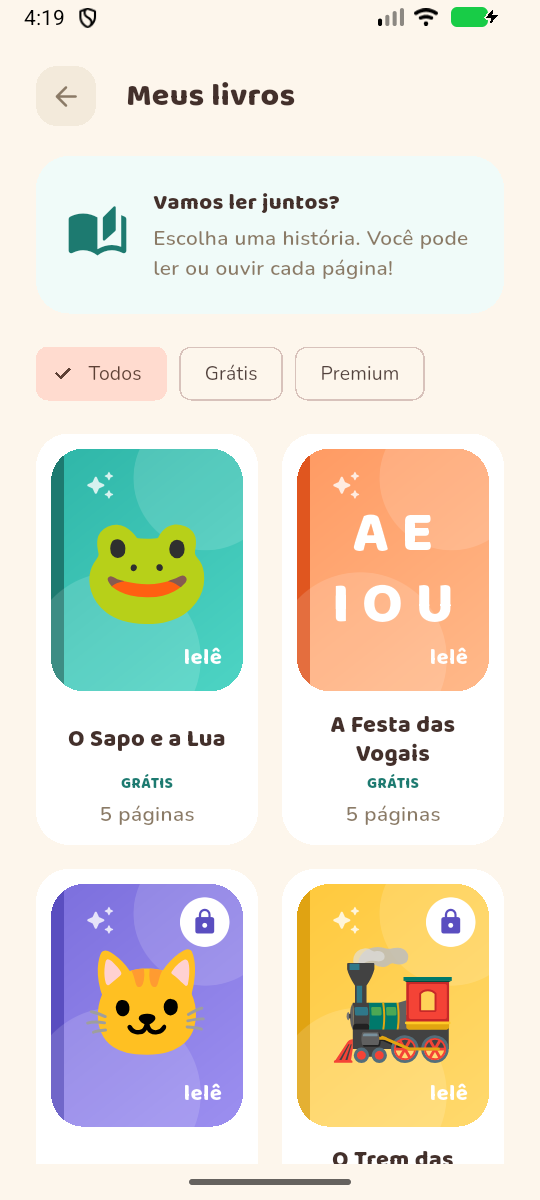 4:19
Meus livros
Vamos ler juntos?
Escolha uma história. Você pode
ler ou ouvir cada página!
Todos
Grátis
Premium
lelê
A E
I O U
lelê
O Sapo e a Lua
GRÁTIS
5 páginas
A Festa das
Vogais
GRÁTIS
5 páginas
lelê
lelê
O Trem das